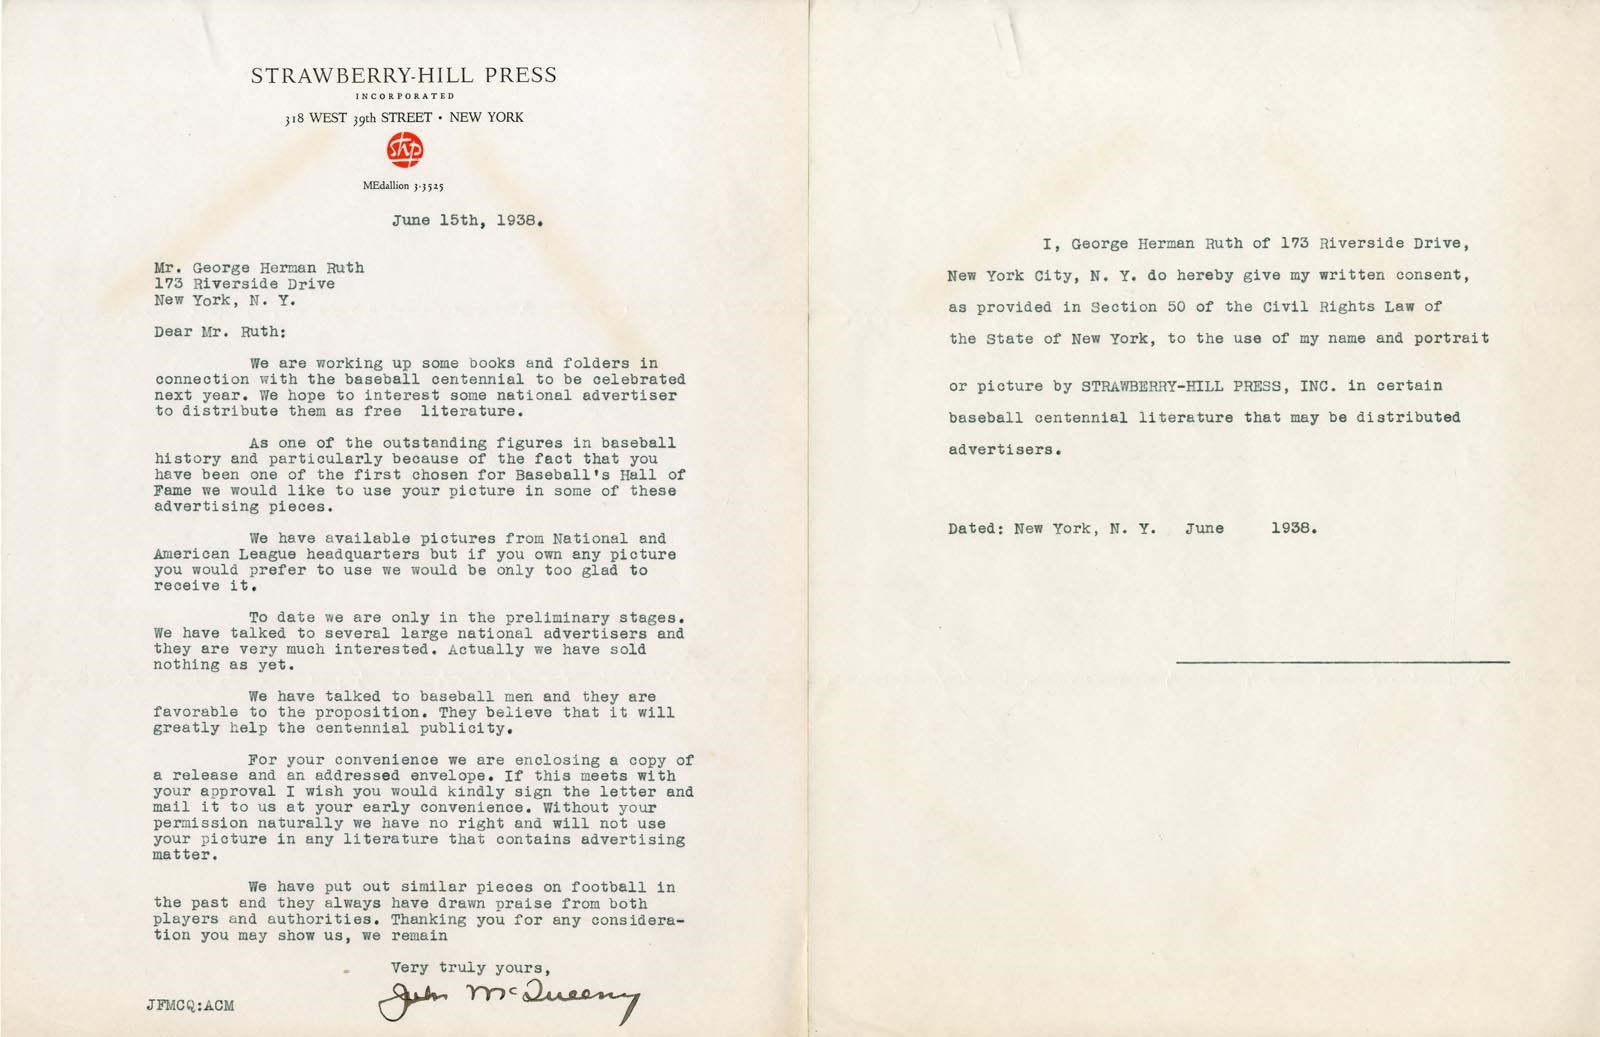 STRAWBERRY-HILL PRESS
INCORPORATED
318 WEST 39th STREET • NEW YORK
shp
MEdallion 3-3525
June 15th, 1938.
Mr. George Herman Ruth
173 Riverside Drive
New York, N. Y.
Dear Mr. Ruth:
We are working up some books and folders in
connection with the baseball centennial to be celebrated
next year. We hope to interest some national advertiser
to distribute them as free literature.
As one of the outstanding figures in baseball
history and particularly because of the fact that you
have been one of the first chosen for Baseball's Hall of
Fame we would like to use your picture in some of these
advertising pieces.
We have available pictures from National and
American League headquarters but if you own any picture
you would prefer to use we would be only too glad to
receive it.
To date we are only in the preliminary stages.
We have talked to several large national advertisers and
they are very much interested. Actually we have sold
nothing as yet.
We have talked to baseball men and they are
favorable to the proposition. They believe that it will
greatly help the centennial publicity.
For your convenience we are enclosing a copy of
a release and an addressed envelope. If this meets with
your approval I wish you would kindly sign the letter and
mail it to us at your early convenience. Without your
permission naturally we have no right and will not use
your picture in any literature that contains advertising
matter.
We have put out similar pieces on football in
the past and they always have drawn praise from both
players and authorities. Thanking you for any considera-
tion you may show us, we remain
Very truly yours,
John McQueeny
JFMCQ:ACM
I, George Herman Ruth of 173 Riverside Drive,
New York City, N. Y. do hereby give my written consent,
as provided in Section 50 of the Civil Rights Law of
the State of New York, to the use of my name and portrait
or picture by STRAWBERRY-HILL PRESS, INC. in certain
baseball centennial literature that may be distributed
advertisers.
Dated: New York, N. Y. June 1938.